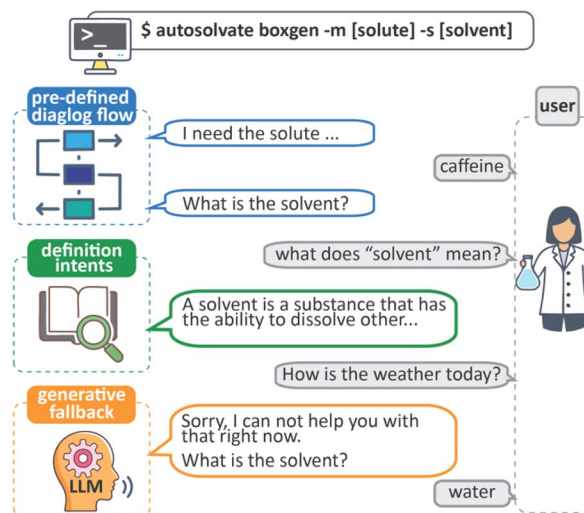 >_
$ autosolvate boxgen -m [solute] -s [solvent]
pre-defined
diaglog flow
I need the solute ...
What is the solvent?
user
caffeine
what does “solvent” mean?
definition
intents
A solvent is a substance that has
the ability to dissolve other...
How is the weather today?
generative
fallback
Sorry, I can not help you with
that right now.
What is the solvent?
LLM
water